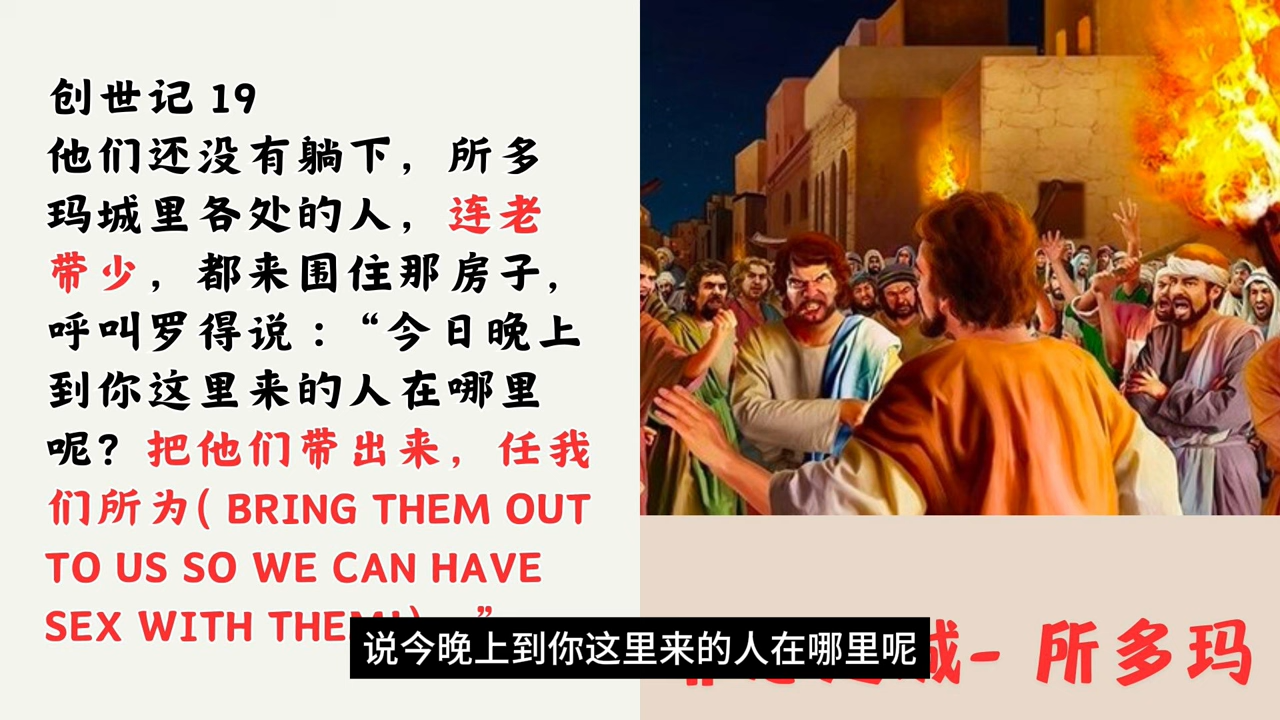 创世记 19
他们还没有躺下，所多
玛城里各处的人，连老
带少，都来围住那房子，
呼叫罗得说：“今日晚上
到你这里来的人在哪里
呢？把他们带出来，任我
们所为( BRING THEM OUT
TO US SO WE CAN HAVE
SEX WITH THEM!) ”
说今晚上到你这里来的人在哪里呢
城- 所多玛